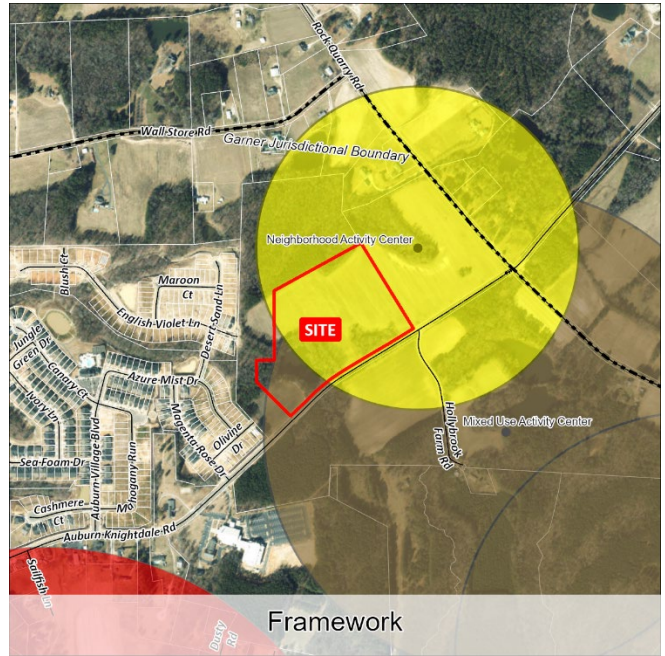 Rock Quarry Rd
Wall Store Rd
Garner Jurisdictional Boundary
Neighborhood Activity Center
Blush Ct
Maroon
Ct
English Violet Ln
Desert Sand Ln
SITE
Jungle
Green Dr
Canary Ct
Azure Mist Dr
Ivory Ln
Auburn Village Blvd
Mahogany Run
Magenta Rose Dr
Olivine
Dr
Hollybrook
Farm Rd
Mixed Use Activity Center
Sea Foam Dr
Cashmere
Ct
Auburn Knightdale Rd
Sailfish Ln
Dusty
Rd
Framework